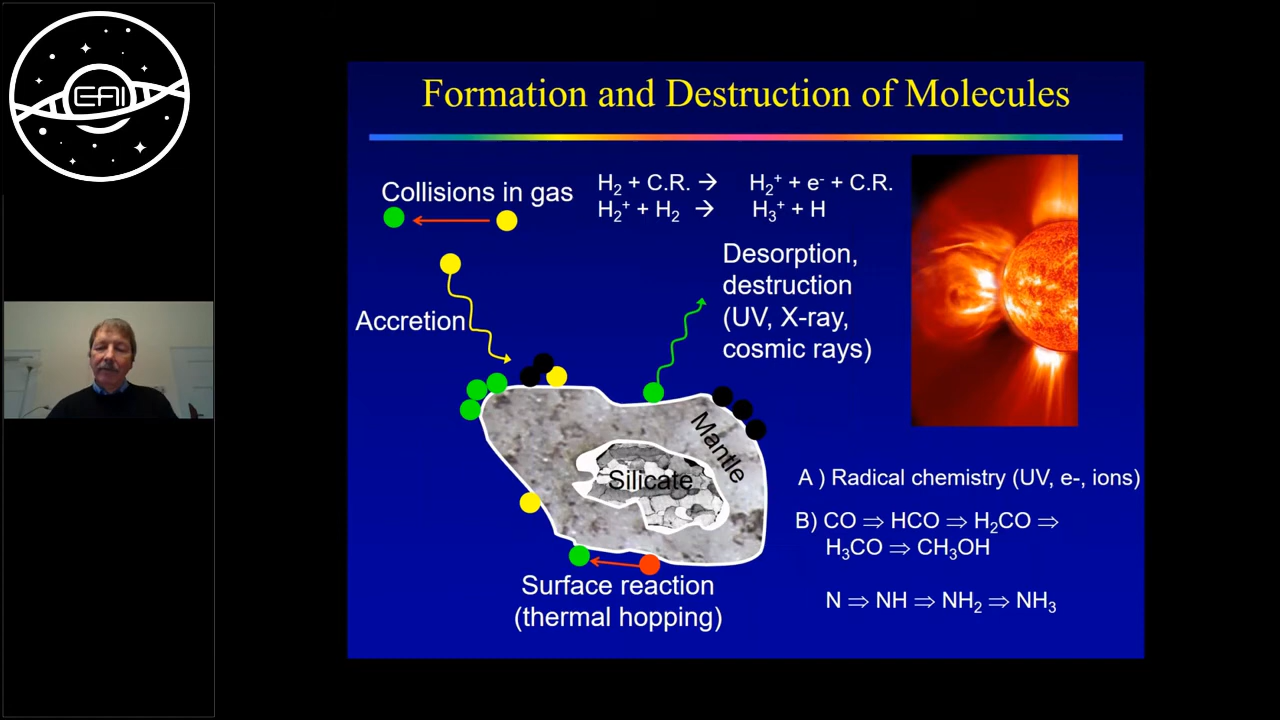 EAI
Formation and Destruction of Molecules
Collisions in gas
H₂ + C.R. → H₂⁺ + e⁻ + C.R.
H₂⁺ + H₂ → H₃⁺ + H
Desorption,
destruction
(UV, X-ray,
cosmic rays)
Accretion
Mantle
Silicate
A ) Radical chemistry (UV, e-, ions)
B) CO ⇒ HCO ⇒ H₂CO ⇒
H₃CO ⇒ CH₃OH
Surface reaction
(thermal hopping)
N ⇒ NH ⇒ NH₂ ⇒ NH₃